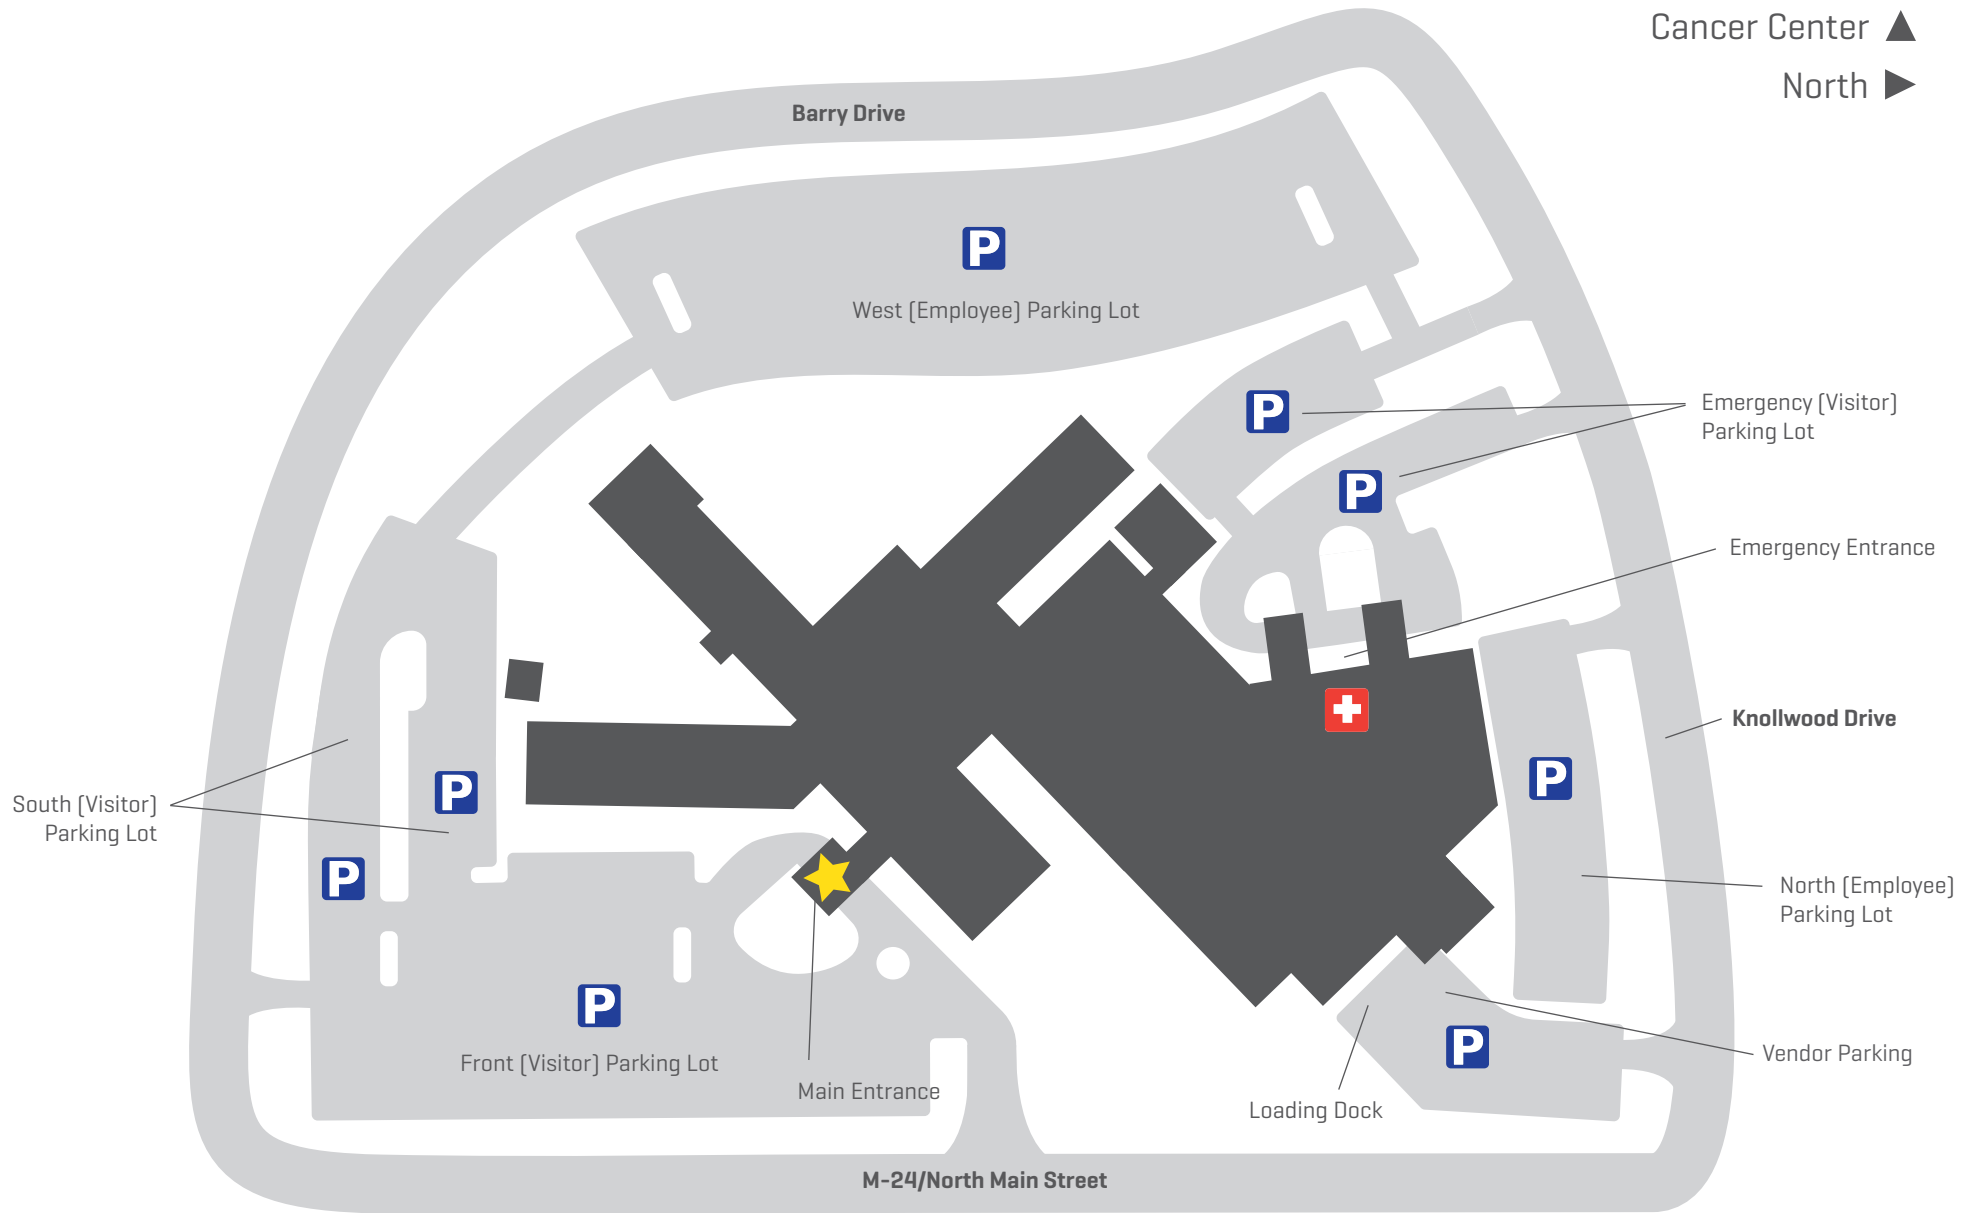 Cancer Center
North
Barry Drive
P
West (Employee) Parking Lot
P
Emergency (Visitor)
Parking Lot
P
Emergency Entrance
Knollwood Drive
P
P
South (Visitor)
Parking Lot
P
North (Employee)
Parking Lot
P
Front (Visitor) Parking Lot
Main Entrance
P
Vendor Parking
Loading Dock
M-24/North Main Street